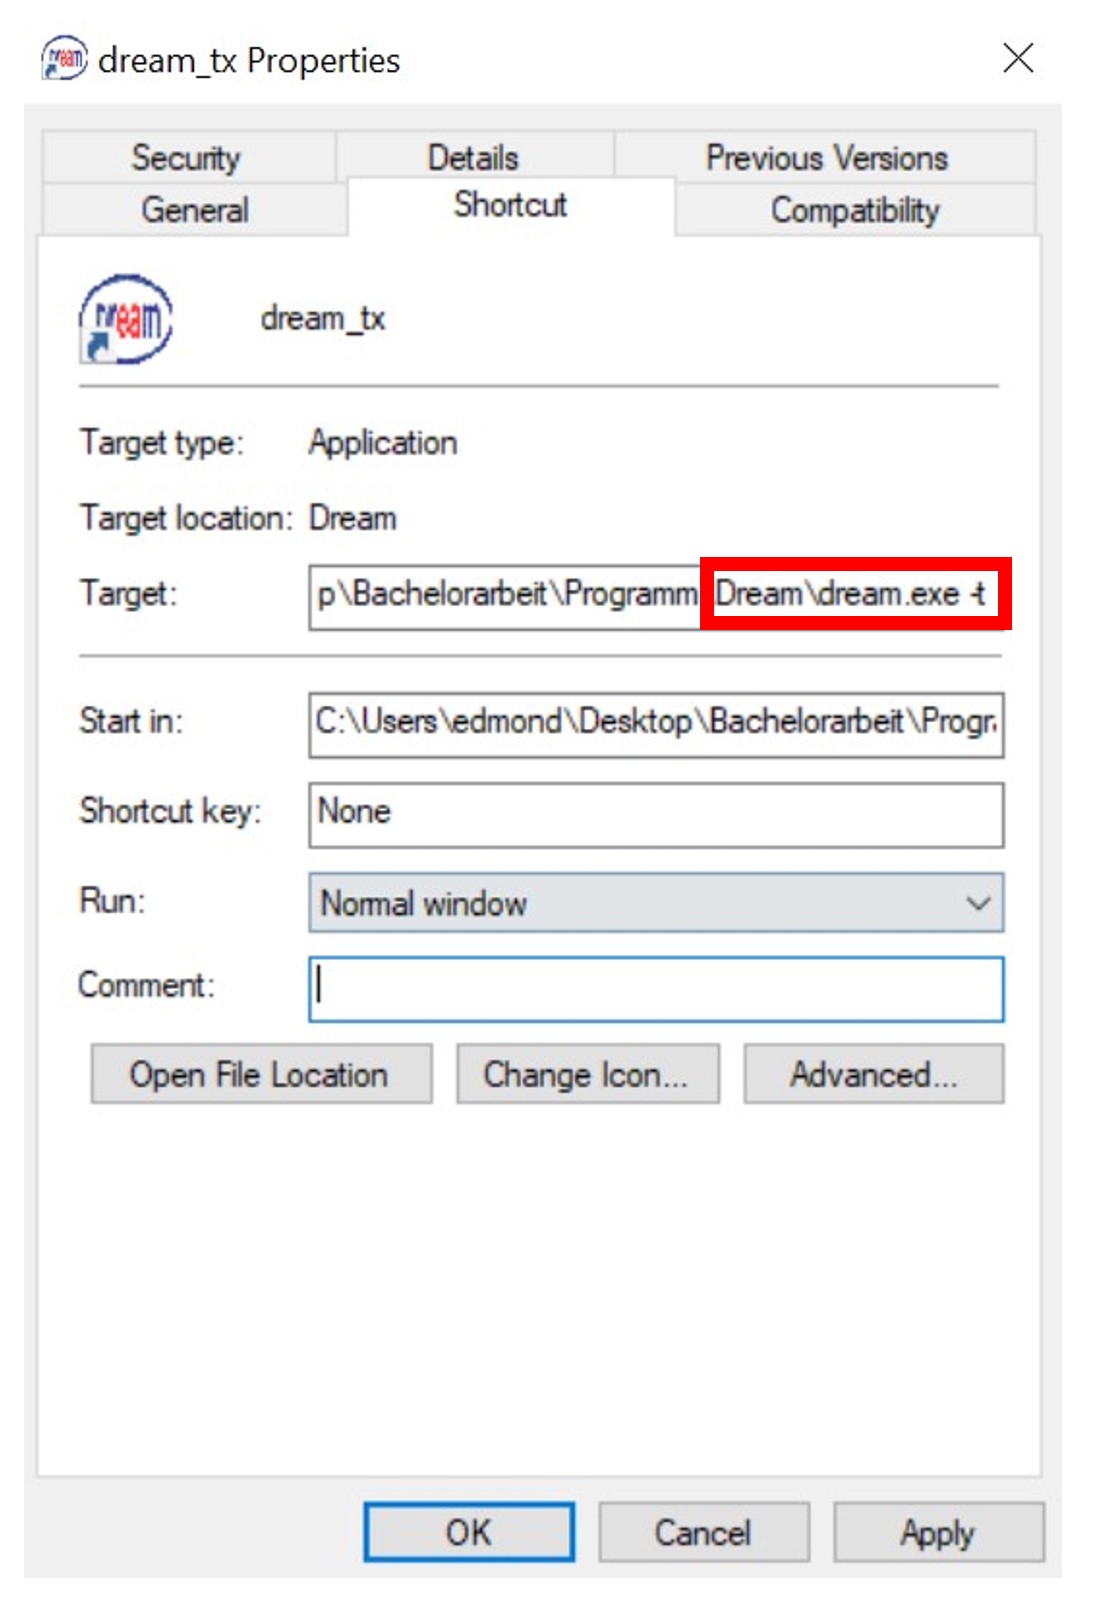 dream_tx Properties
Security Details Previous Versions
General Shortcut Compatibility
Dream
dream_tx
Target type: Application
Target location: Dream
Target: p\Bachelorarbeit\Programm Dream\dream.exe -t
Start in: C:\Users\edmond\Desktop\Bachelorarbeit\Progra
Shortcut key: None
Run: Normal window
Comment:
Open File Location Change Icon... Advanced...
OK Cancel Apply